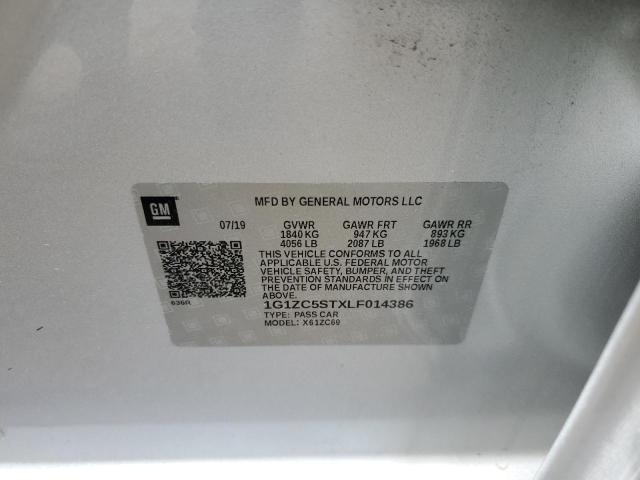 GM
MFD BY GENERAL MOTORS LLC
07/19 GVWR GAWR FRT GAWR RR
1840 KG 947 KG 893 KG
4056 LB 2087 LB 1968 LB
THIS VEHICLE CONFORMS TO ALL
APPLICABLE U.S. FEDERAL MOTOR
VEHICLE SAFETY, BUMPER, AND THEFT
PREVENTION STANDARDS IN EFFECT ON
THE DATE OF MANUFACTURE SHOWN
ABOVE.
636R
1G1ZC5STXLF014386
TYPE: PASS CAR
MODEL: X61ZC69